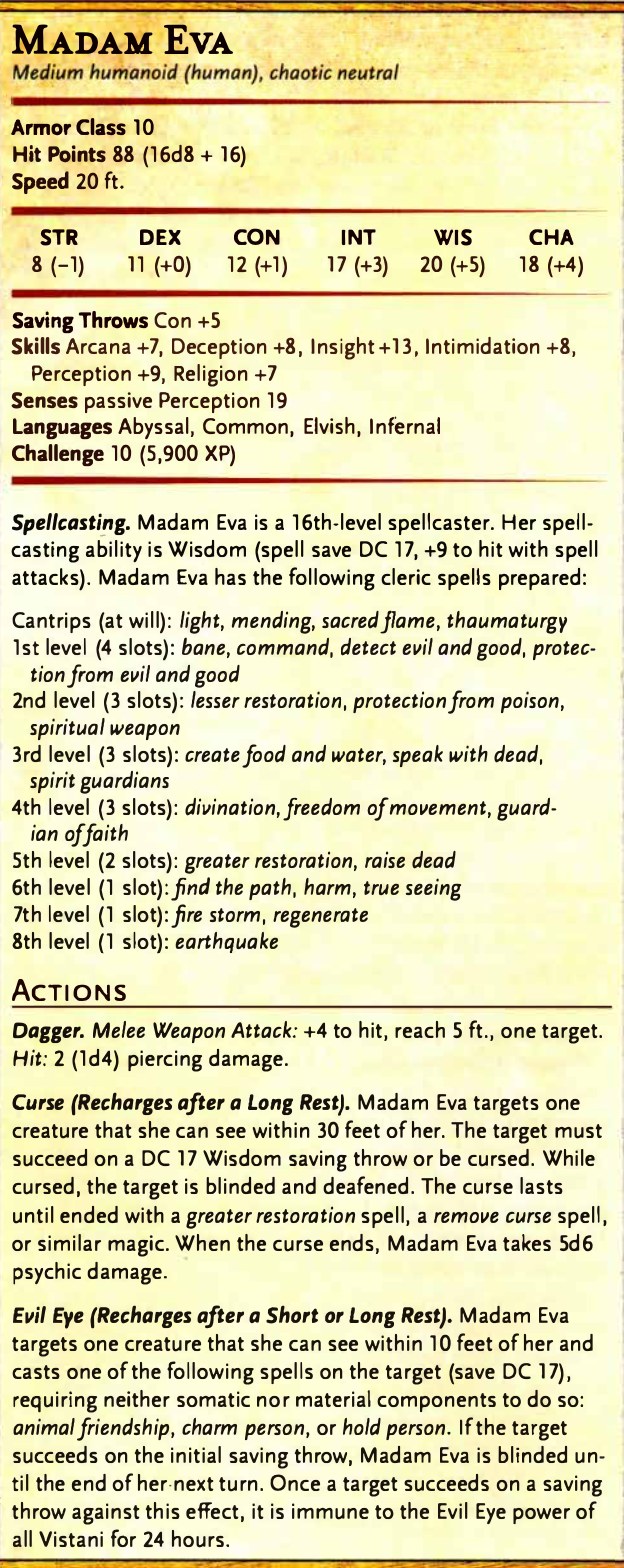 MADAM EVA
Medium humanoid (human), chaotic neutral
Armor Class 10
Hit Points 88 (16d8 + 16)
Speed 20 ft.
STR DEX CON INT WIS CHA
8 (−1) 11 (+0) 12 (+1) 17 (+3) 20 (+5) 18 (+4)
Saving Throws Con +5
Skills Arcana +7, Deception +8, Insight +13, Intimidation +8,
Perception +9, Religion +7
Senses passive Perception 19
Languages Abyssal, Common, Elvish, Infernal
Challenge 10 (5,900 XP)
Spellcasting. Madam Eva is a 16th-level spellcaster. Her spell-
casting ability is Wisdom (spell save DC 17, +9 to hit with spell
attacks). Madam Eva has the following cleric spells prepared:
Cantrips (at will): light, mending, sacred flame, thaumaturgy
1st level (4 slots): bane, command, detect evil and good, protec-
tion from evil and good
2nd level (3 slots): lesser restoration, protection from poison,
spiritual weapon
3rd level (3 slots): create food and water, speak with dead,
spirit guardians
4th level (3 slots): divination, freedom of movement, guard-
ian of faith
5th level (2 slots): greater restoration, raise dead
6th level (1 slot): find the path, harm, true seeing
7th level (1 slot): fire storm, regenerate
8th level (1 slot): earthquake
ACTIONS
Dagger. Melee Weapon Attack: +4 to hit, reach 5 ft., one target.
Hit: 2 (1d4) piercing damage.
Curse (Recharges after a Long Rest). Madam Eva targets one
creature that she can see within 30 feet of her. The target must
succeed on a DC 17 Wisdom saving throw or be cursed. While
cursed, the target is blinded and deafened. The curse lasts
until ended with a greater restoration spell, a remove curse spell,
or similar magic. When the curse ends, Madam Eva takes 5d6
psychic damage.
Evil Eye (Recharges after a Short or Long Rest). Madam Eva
targets one creature that she can see within 10 feet of her and
casts one of the following spells on the target (save DC 17),
requiring neither somatic nor material components to do so:
animal friendship, charm person, or hold person. If the target
succeeds on the initial saving throw, Madam Eva is blinded un-
til the end of her next turn. Once a target succeeds on a saving
throw against this effect, it is immune to the Evil Eye power of
all Vistani for 24 hours.